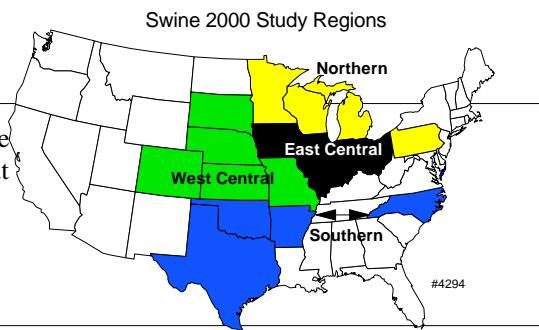 Swine 2000 Study Regions
Northern
e
East Central
t
West Central
Southern
#4294